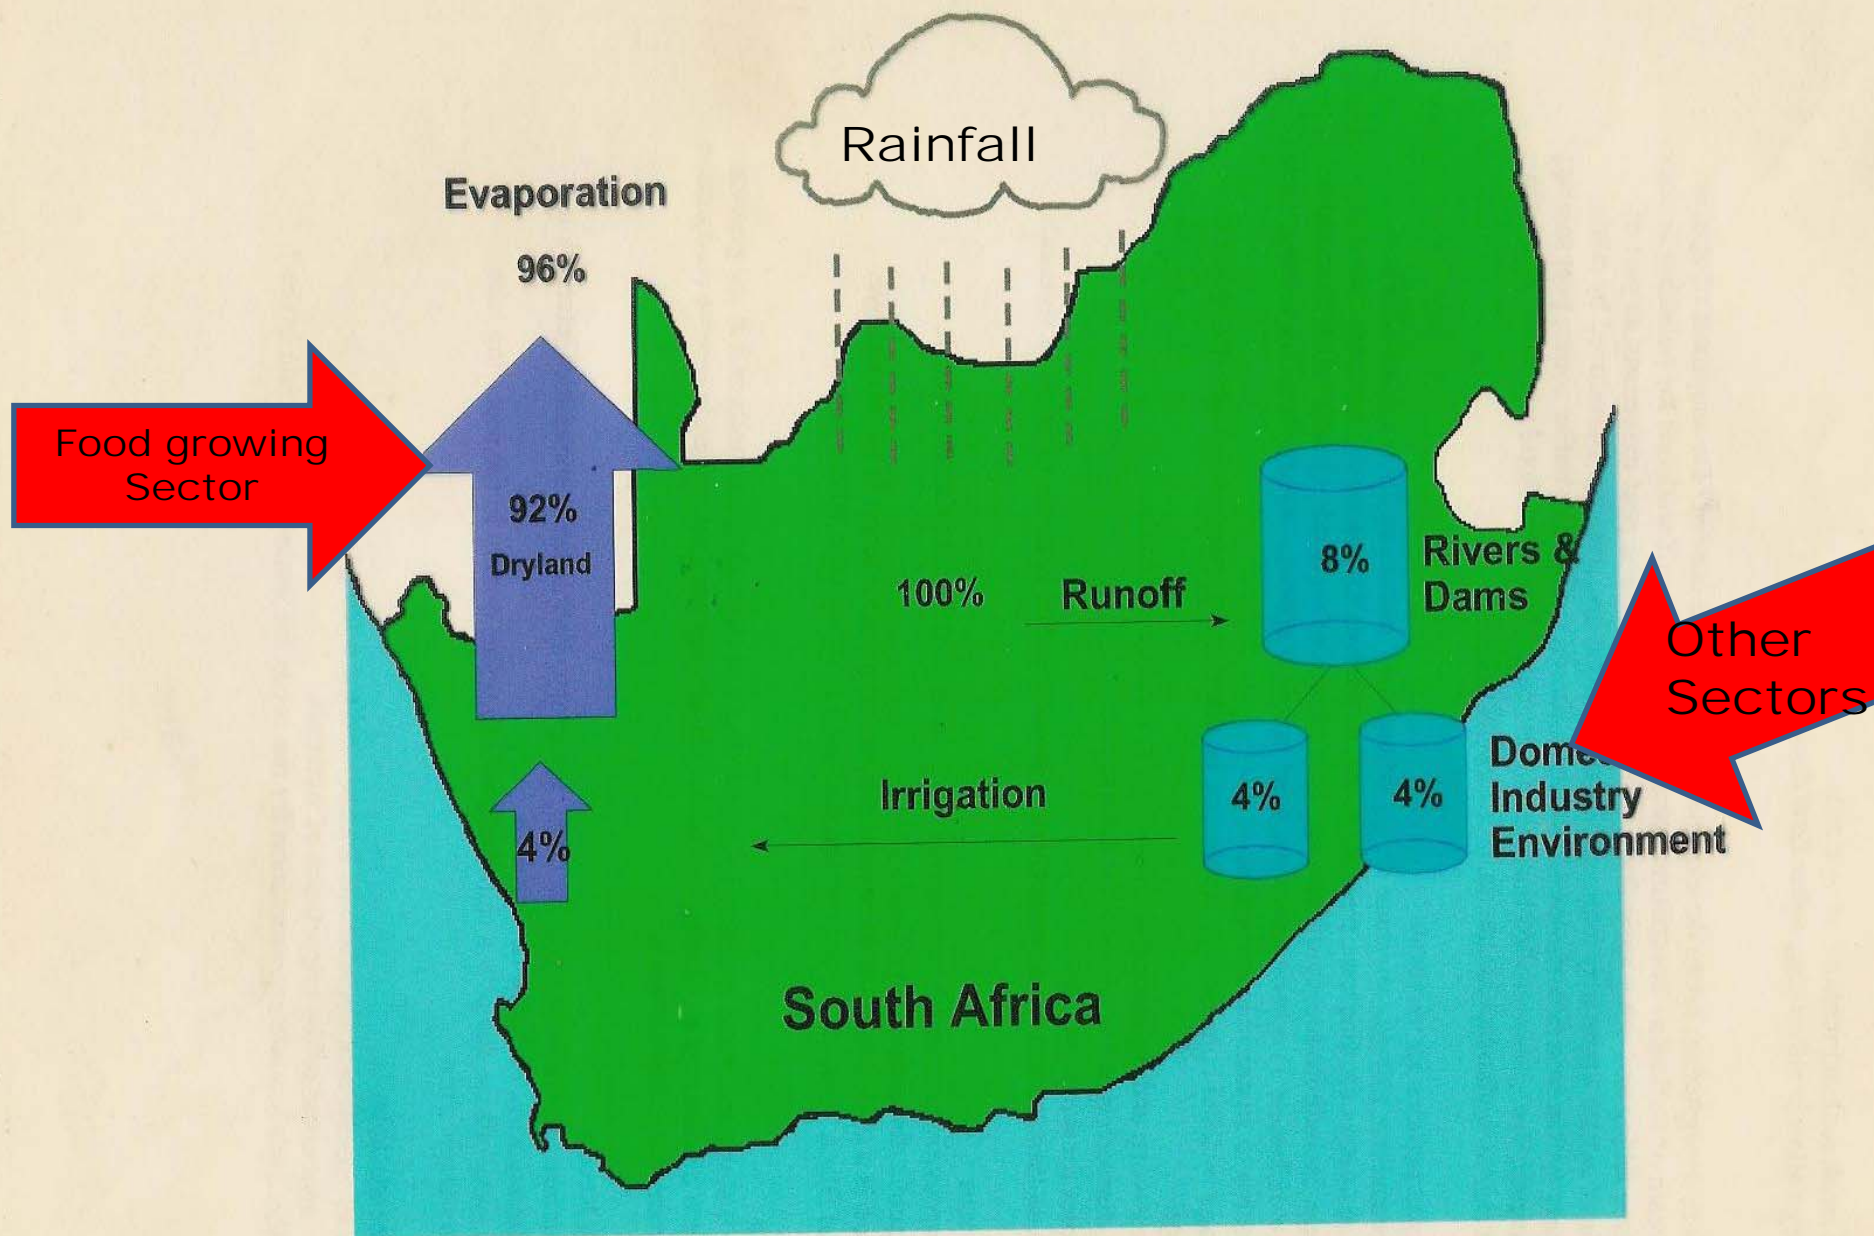 Rainfall
Evaporation
96%
Food growing
Sector
92%
Dryland
100%
Runoff
8%
Rivers &
Dams
Other
Sectors
Irrigation
4%
4%
4%
Industry
Environment
South Africa